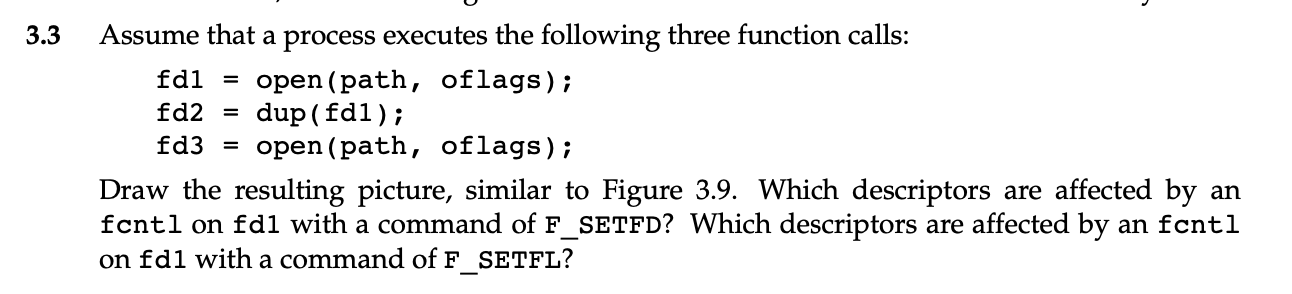 3.3 Assume that a process executes the following three function calls:
fd1 = open(path, oflags);
fd2 = dup(fd1);
fd3 = open(path, oflags);
Draw the resulting picture, similar to Figure 3.9. Which descriptors are affected by an
fcntl on fd1 with a command of F_SETFD? Which descriptors are affected by an fcntl
on fd1 with a command of F_SETFL?